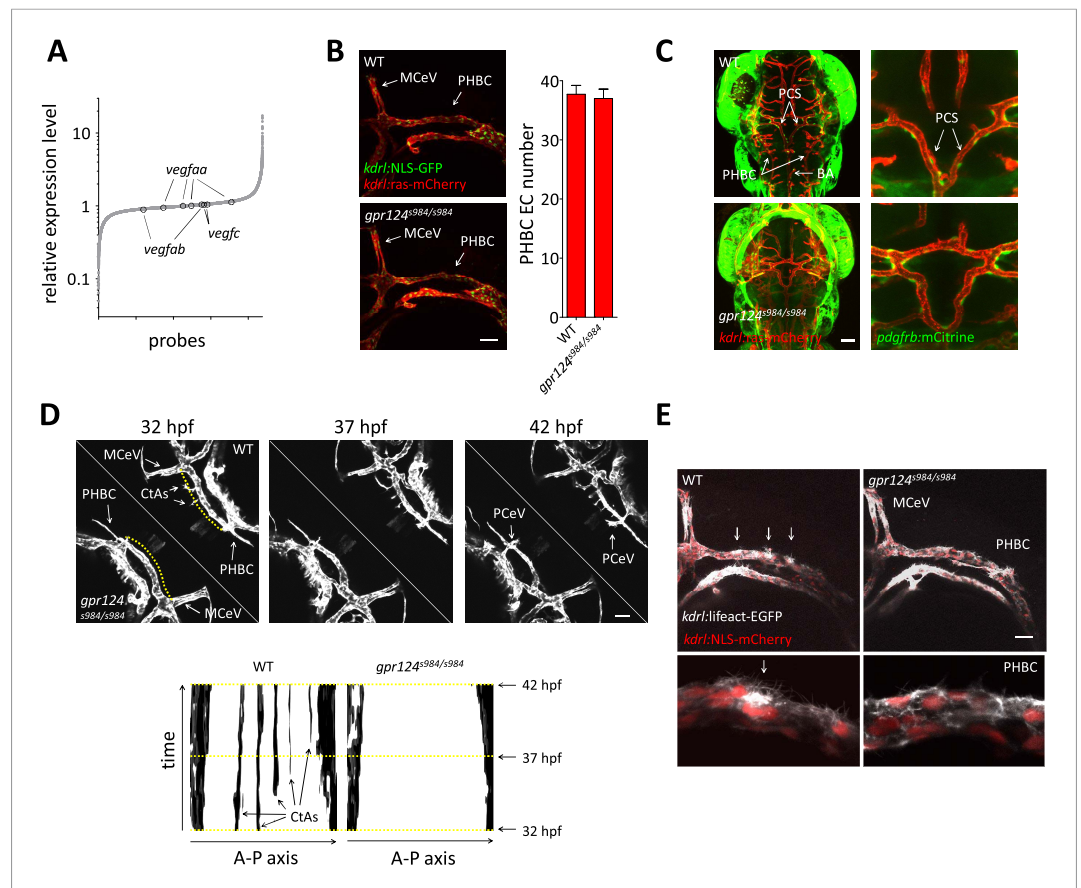 A
relative expression level
10
1
0.1
vegfaa
vegfab
vegfc
probes
B
WT
MCeV
PHBC
kdrl:NLS-GFP
kdrl:ras-mCherry
gpr124s984/s984
MCeV
PHBC
PHBC EC number
40
30
20
10
0
WT
gpr124s984/s984
C
WT
PCS
PHBC
BA
PCS
gpr124s984/s984
kdrl:ras-mCherry
pdgfrb:mCitrine
D
32 hpf
37 hpf
42 hpf
WT
MCeV
PHBC
CtAs
PHBC
MCeV
gpr124
s984/s984
PCeV
PCeV
WT
gpr124s984/s984
42 hpf
37 hpf
32 hpf
time
CtAs
A-P axis
A-P axis
E
WT
gpr124s984/s984
MCeV
PHBC
kdrl:lifeact-EGFP
kdrl:NLS-mCherry
PHBC